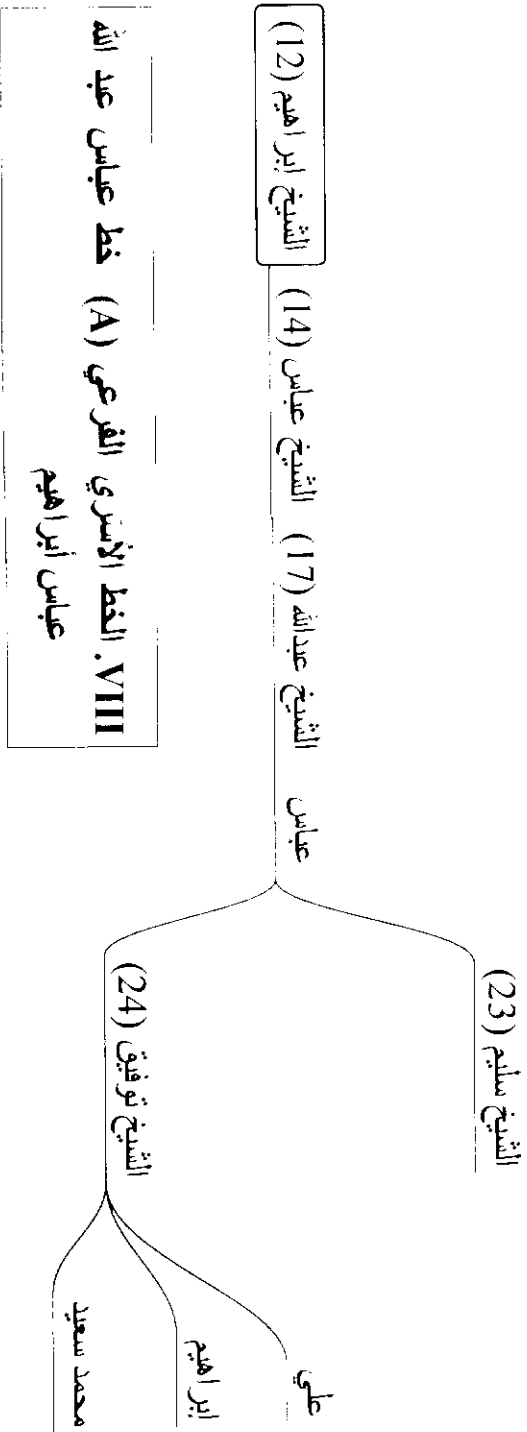 VIII. الخط الأسري الفرعي (A) خط عباس عبد الله
عباس أبراهيم
الشيخ ابراهيم (12)
الشيخ عباس (14)
الشيخ عبدالله (17)
عباس
الشيخ سليم (23)
الشيخ توفيق (24)
علي
ابراهيم
محمد سعيد